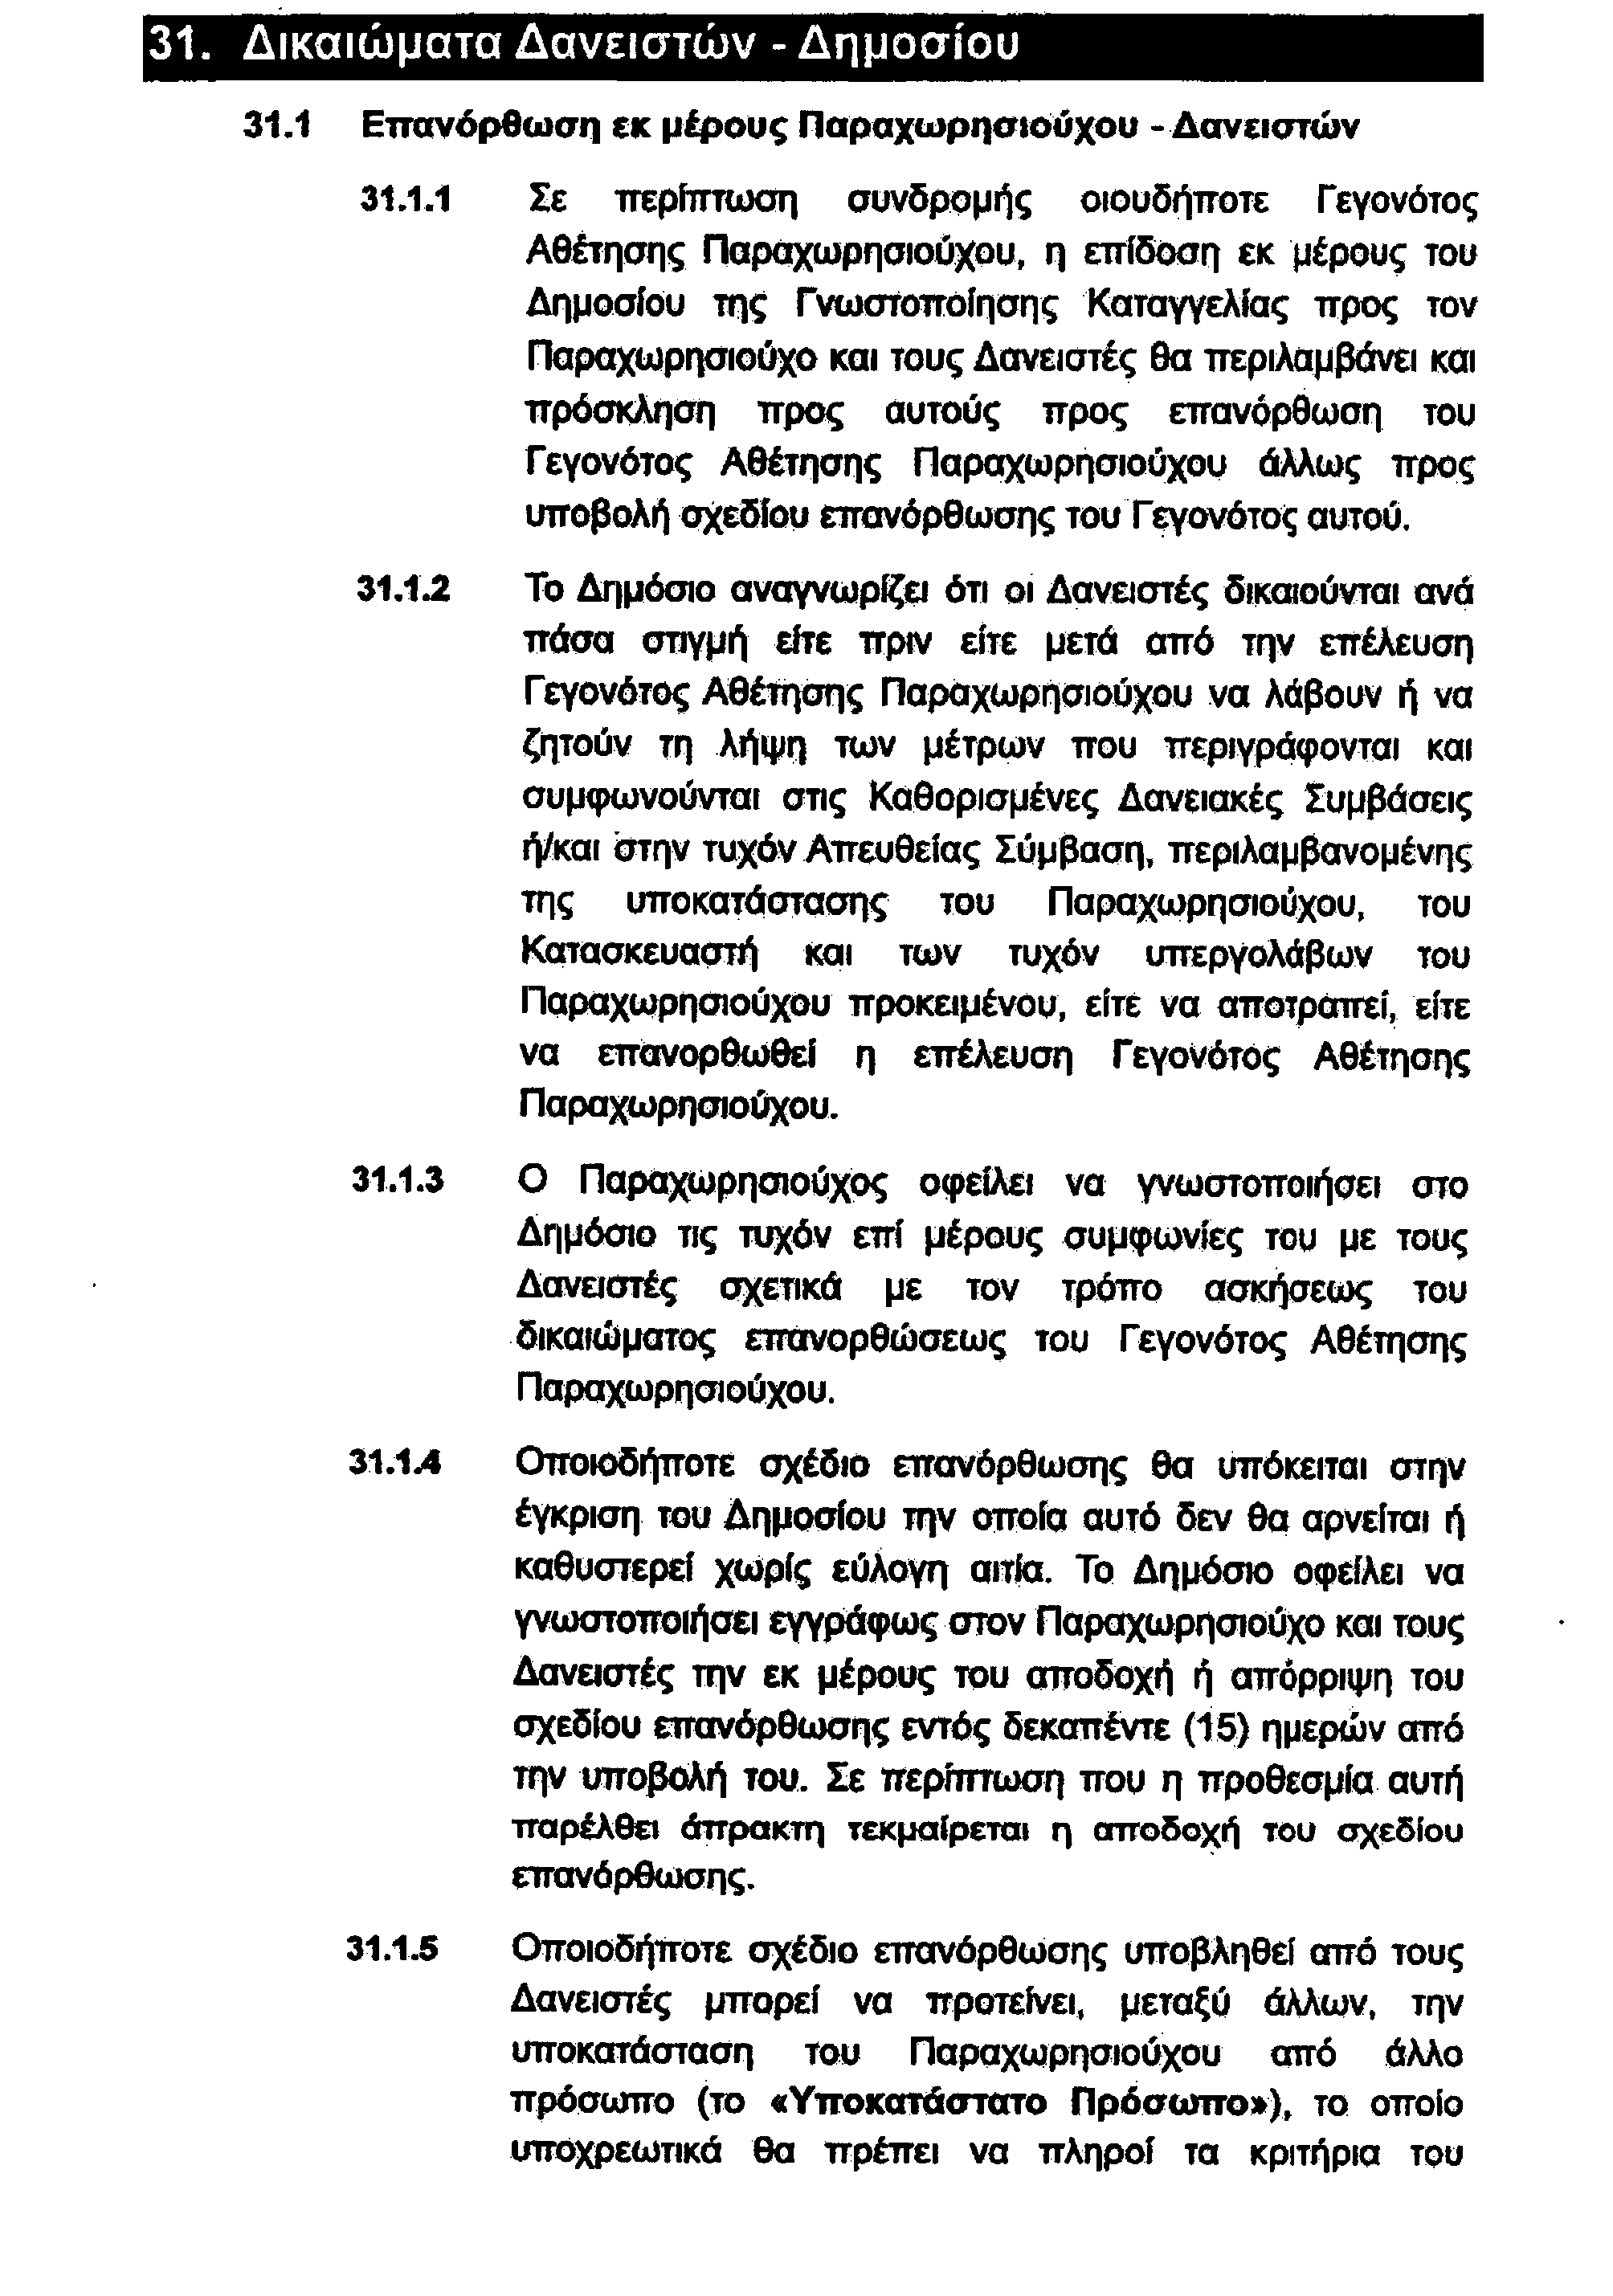 31. Δικαιώματα Δανειστών - Δημοσίου
31.1 Επανόρθωση εκ μέρους Παραχωρησιούχου - Δανειστών
31.1.1 Σε περίπτωση συνδρομής οιουδήποτε Γεγονότος
Αθέτησης Παραχωρησιούχου, η επίδοση εκ μέρους του
Δημοσίου της Γνωστοποίησης Καταγγελίας προς τον
Παραχωρησιούχο και τους Δανειστές θα περιλαμβάνει και
πρόσκληση προς αυτούς προς επανόρθωση του
Γεγονότος Αθέτησης Παραχωρησιούχου άλλως προς
υποβολή σχεδίου επανόρθωσης του Γεγονότος αυτού.
31.1.2 Το Δημόσιο αναγνωρίζει ότι οι Δανειστές δικαιούνται ανά
πάσα στιγμή είτε πριν είτε μετά από την επέλευση
Γεγονότος Αθέτησης Παραχωρησιούχου να λάβουν ή να
ζητούν τη λήψη των μέτρων που περιγράφονται και
συμφωνούνται στις Καθορισμένες Δανειακές Συμβάσεις
ή/και στην τυχόν Απευθείας Σύμβαση, περιλαμβανομένης
της υποκατάστασης του Παραχωρησιούχου, του
Κατασκευαστή και των τυχόν υπεργολάβων του
Παραχωρησιούχου προκειμένου, είτε να αποτραπεί, είτε
να επανορθωθεί η επέλευση Γεγονότος Αθέτησης
Παραχωρησιούχου.
31.1.3 Ο Παραχωρησιούχος οφείλει να γνωστοποιήσει στο
Δημόσιο τις τυχόν επί μέρους συμφωνίες του με τους
Δανειστές σχετικά με τον τρόπο ασκήσεως του
δικαιώματος επανορθώσεως του Γεγονότος Αθέτησης
Παραχωρησιούχου.
31.1.4 Οποιοδήποτε σχέδιο επανόρθωσης θα υπόκειται στην
έγκριση του Δημοσίου την οποία αυτό δεν θα αρνείται ή
καθυστερεί χωρίς εύλογη αιτία. Το Δημόσιο οφείλει να
γνωστοποιήσει εγγράφως στον Παραχωρησιούχο και τους
Δανειστές την εκ μέρους του αποδοχή ή απόρριψη του
σχεδίου επανόρθωσης εντός δεκαπέντε (15) ημερών από
την υποβολή του. Σε περίπτωση που η προθεσμία αυτή
παρέλθει άπρακτη τεκμαίρεται η αποδοχή του σχεδίου
επανόρθωσης.
31.1.5 Οποιοδήποτε σχέδιο επανόρθωσης υποβληθεί από τους
Δανειστές μπορεί να προτείνει, μεταξύ άλλων, την
υποκατάσταση του Παραχωρησιούχου από άλλο
πρόσωπο (το «Υποκατάστατο Πρόσωπο»), το οποίο
υποχρεωτικά θα πρέπει να πληροί τα κριτήρια του